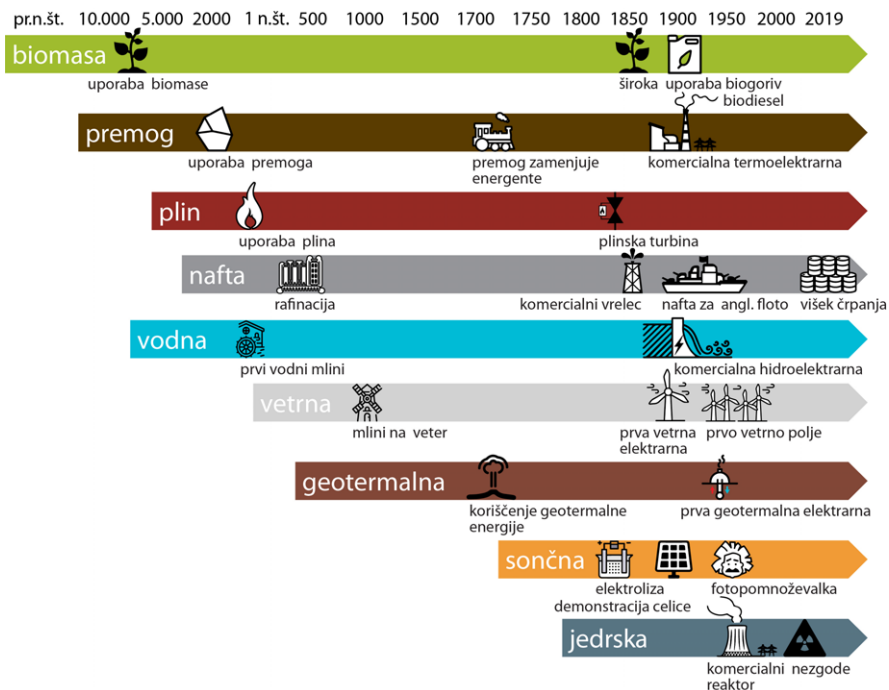 pr.n.št. 10.000 5.000 2000 1 n.št. 500 1000 1500 1700 1750 1800 1850 1900 1950 2000 2019
biomasa
uporaba biomase
široka uporaba biogoriv
biodiesel
premog
uporaba premoga
premog zamenjuje
energente
komercialna termoelektrarna
plin
uporaba plina
plinska turbina
nafta
rafinacija
komercialni vrelec
nafta za angl. floto
višek črpanja
vodna
prvi vodni mlini
komercialna hidroelektrarna
vetrna
mlini na veter
prva vetrna
elektrarna
prvo vetrno polje
geotermalna
koriščenje geotermalne
energije
prva geotermalna elektrarna
sončna
elektroliza
demonstracija celice
fotopomnoževalka
jedrska
komercialni
reaktor
nezgode